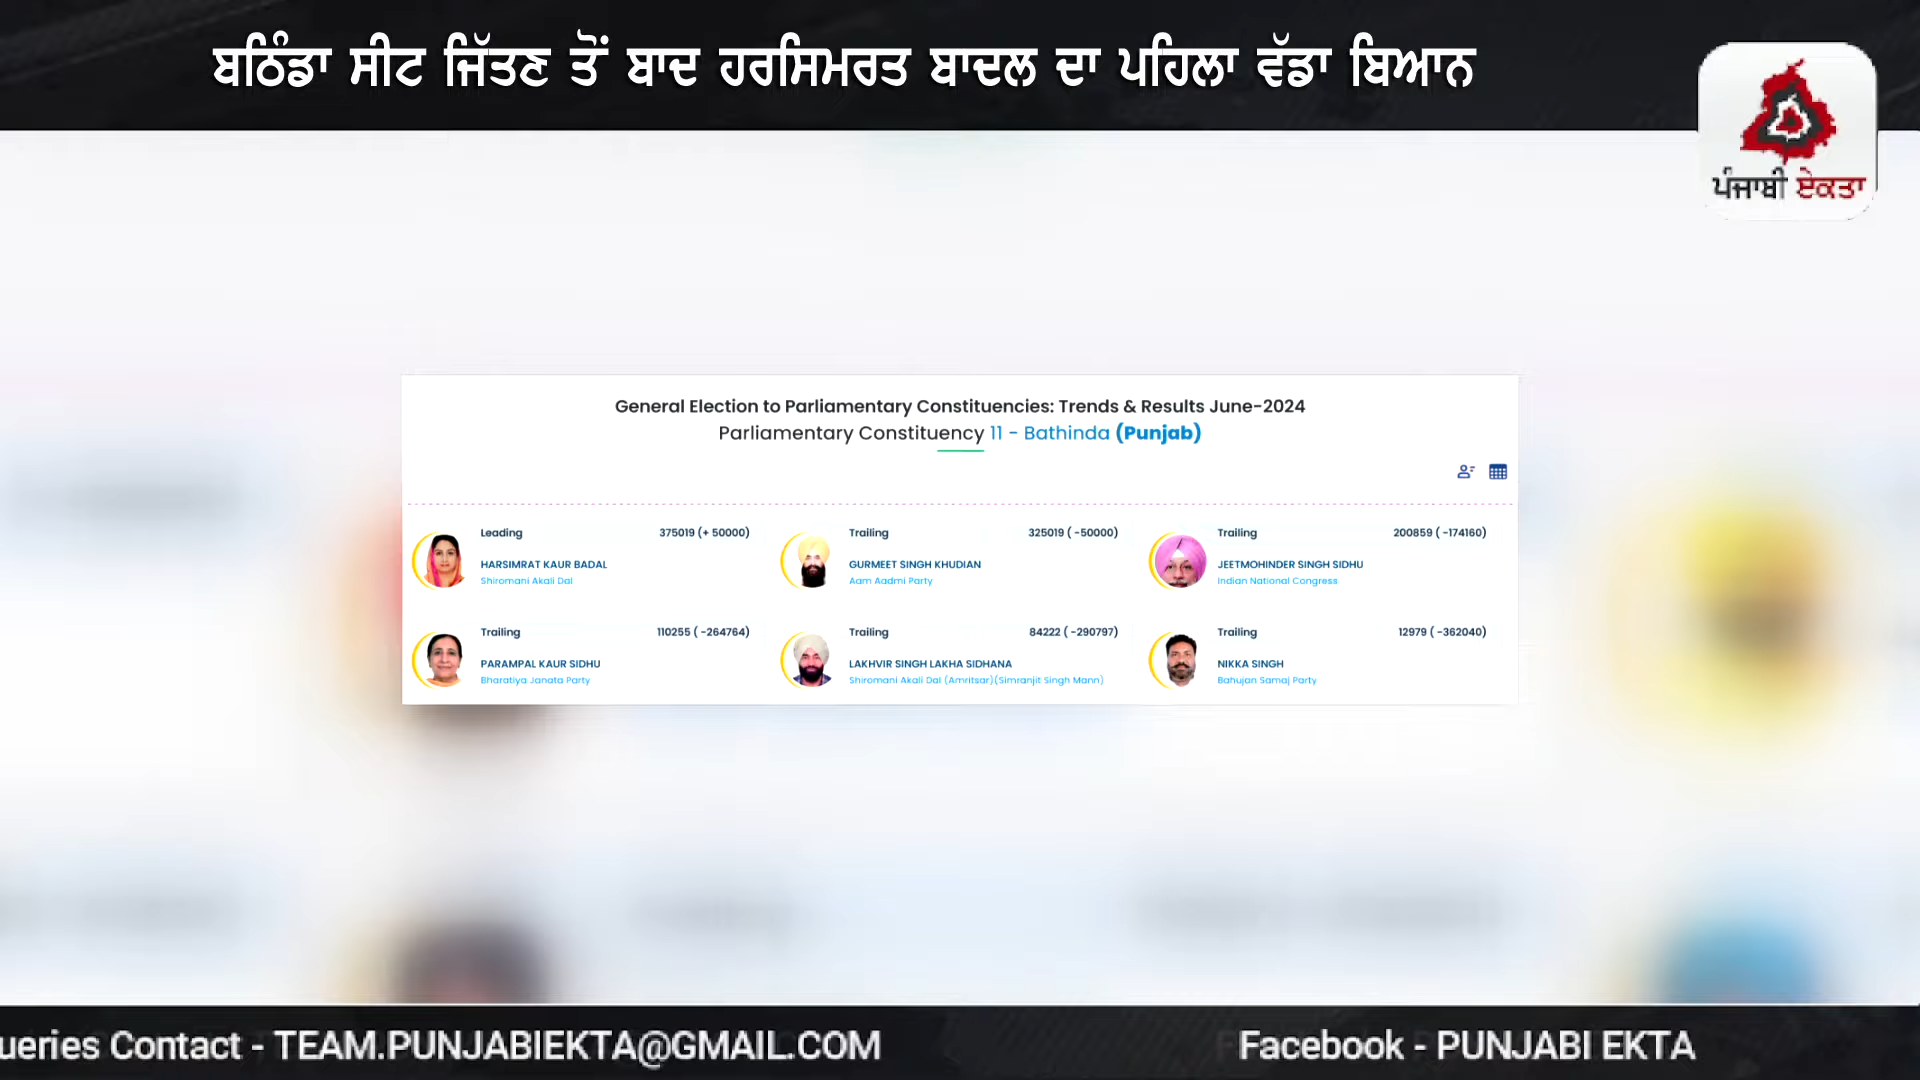 ਬਠਿੰਡਾ ਸੀਟ ਜਿੱਤਣ ਤੋਂ ਬਾਦ ਹਰਸਿਮਰਤ ਬਾਦਲ ਦਾ ਪਹਿਲਾ ਵੱਡਾ ਬਿਆਨ
ਪੰਜਾਬੀ ਏਕਤਾ
General Election to Parliamentary Constituencies: Trends & Results June-2024
Parliamentary Constituency 11 - Bathinda (Punjab)
Leading 375019 (+ 50000)
HARSIMRAT KAUR BADAL
Shiromani Akali Dal
Trailing 325019 ( -50000)
GURMEET SINGH KHUDIAN
Aam Aadmi Party
Trailing 200859 ( -174160)
JEETMOHINDER SINGH SIDHU
Indian National Congress
Trailing 110255 ( -264764)
PARAMPAL KAUR SIDHU
Bharatiya Janata Party
Trailing 84222 ( -290797)
LAKHVIR SINGH LAKHA SIDHANA
Shiromani Akali Dal (Amritsar)(Simranjit Singh Mann)
Trailing 12979 ( -362040)
NIKKA SINGH
Bahujan Samaj Party
ueries Contact - TEAM.PUNJABIEKTA@GMAIL.COM Facebook - PUNJABI EKTA